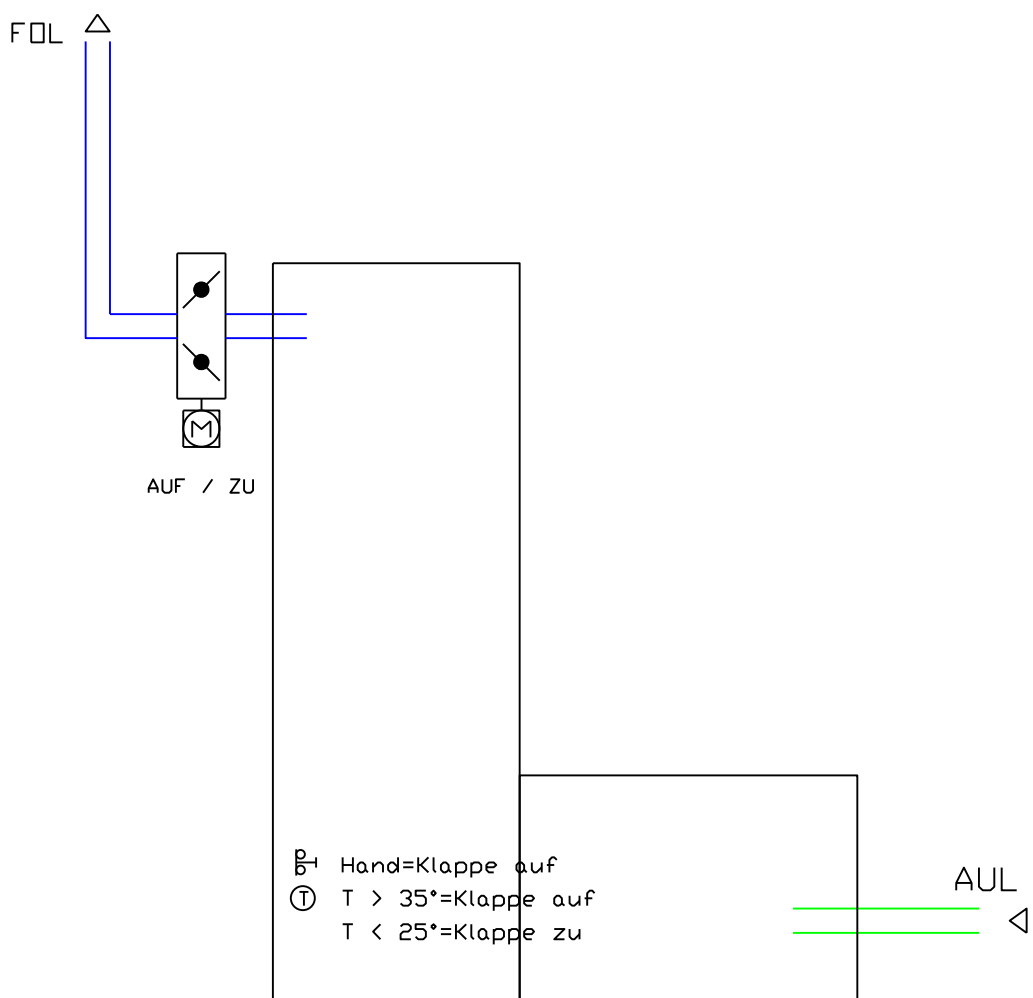 FOL
M
AUF / ZU
Hand=Klappe auf
T T > 35°=Klappe auf
T < 25°=Klappe zu
AUL